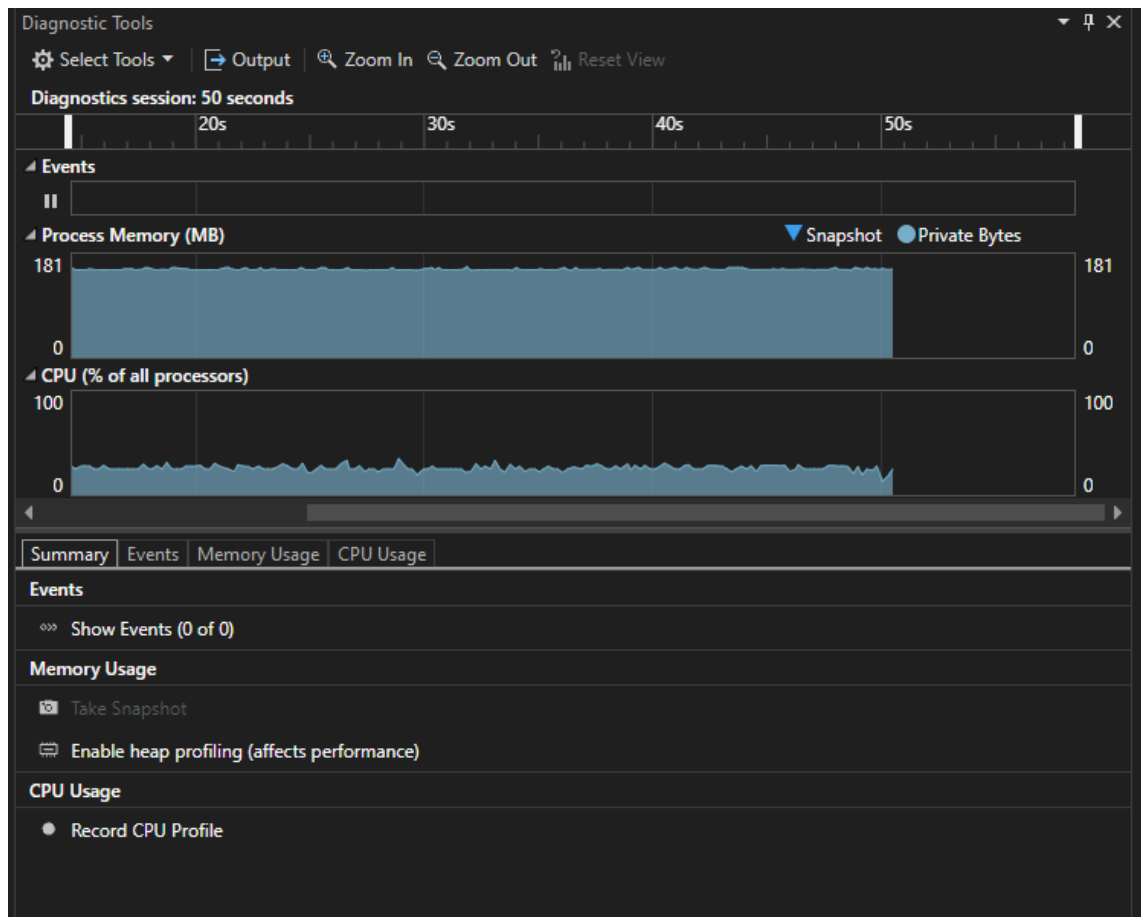 Diagnostic Tools
Select Tools Output Zoom In Zoom Out Reset View
Diagnostics session: 50 seconds
20s 30s 40s 50s
Events
Process Memory (MB) Snapshot Private Bytes
181 181
0 0
CPU (% of all processors)
100 100
0 0
Summary Events Memory Usage CPU Usage
Events
Show Events (0 of 0)
Memory Usage
Take Snapshot
Enable heap profiling (affects performance)
CPU Usage
Record CPU Profile